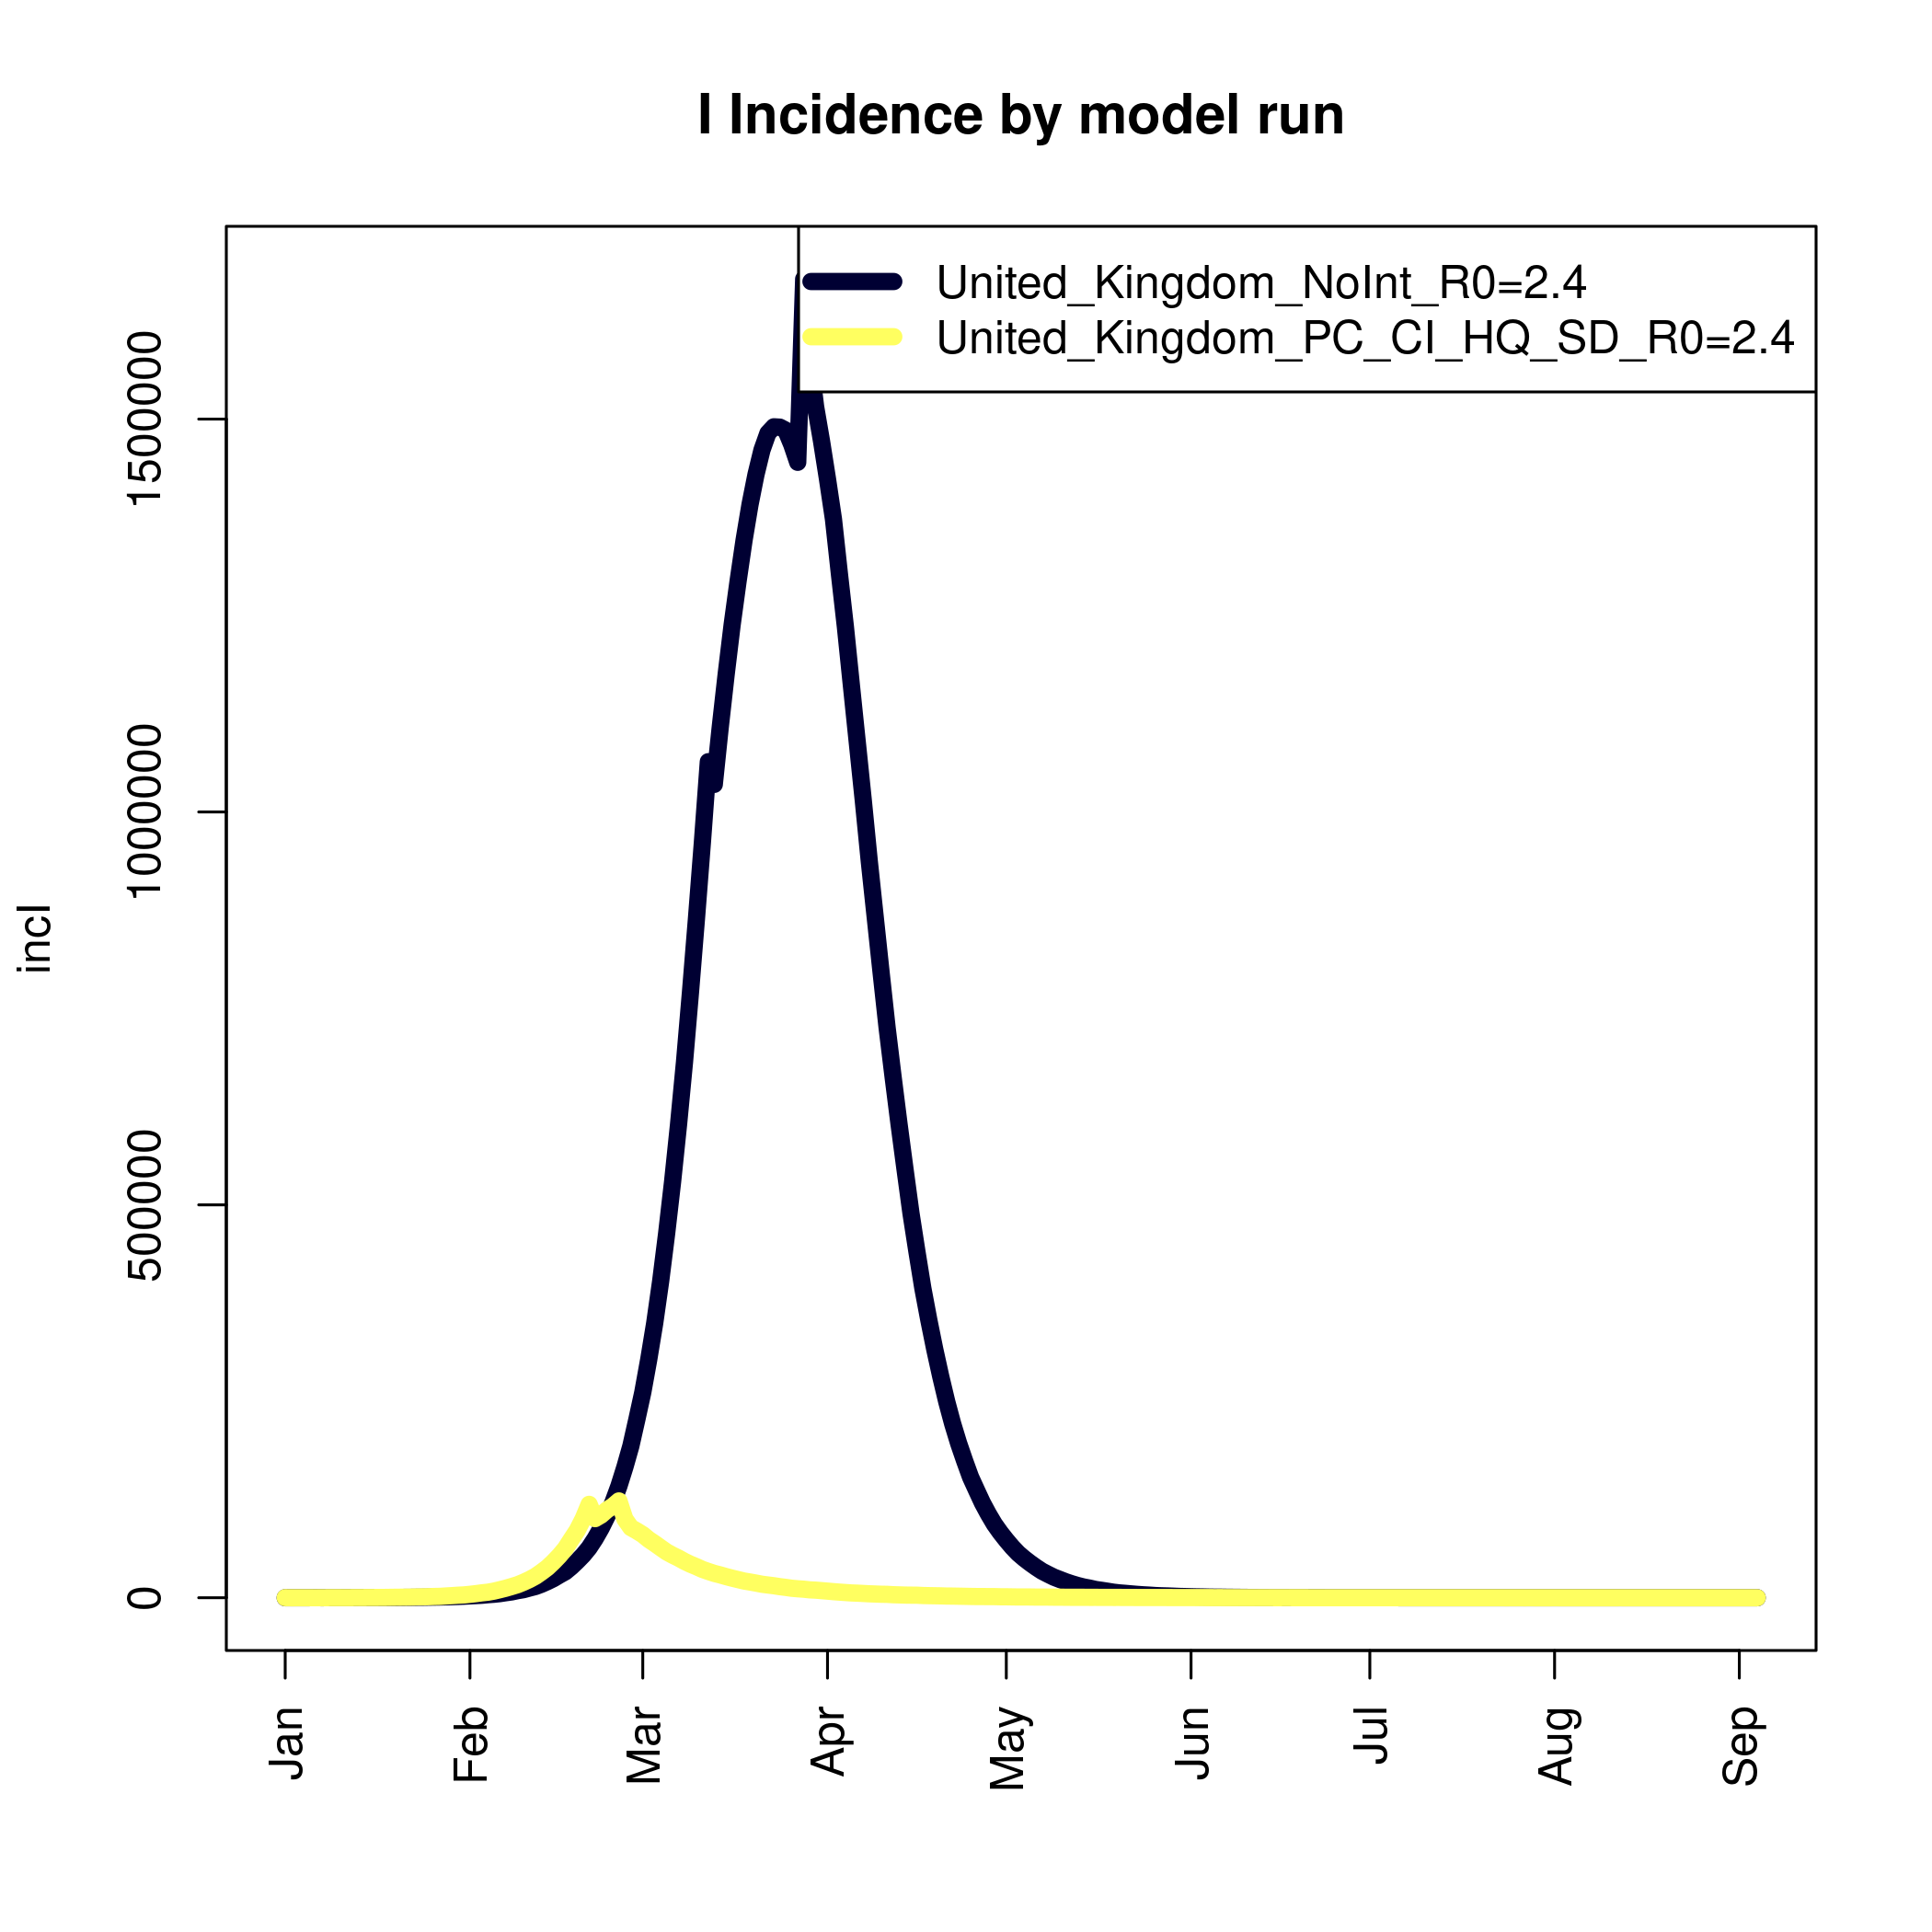 I Incidence by model run
United_Kingdom_NoInt_R0=2.4
United_Kingdom_PC_CI_HQ_SD_R0=2.4
1500000
1000000
500000
0
incI
Jan
Feb
Mar
Apr
May
Jun
Jul
Aug
Sep